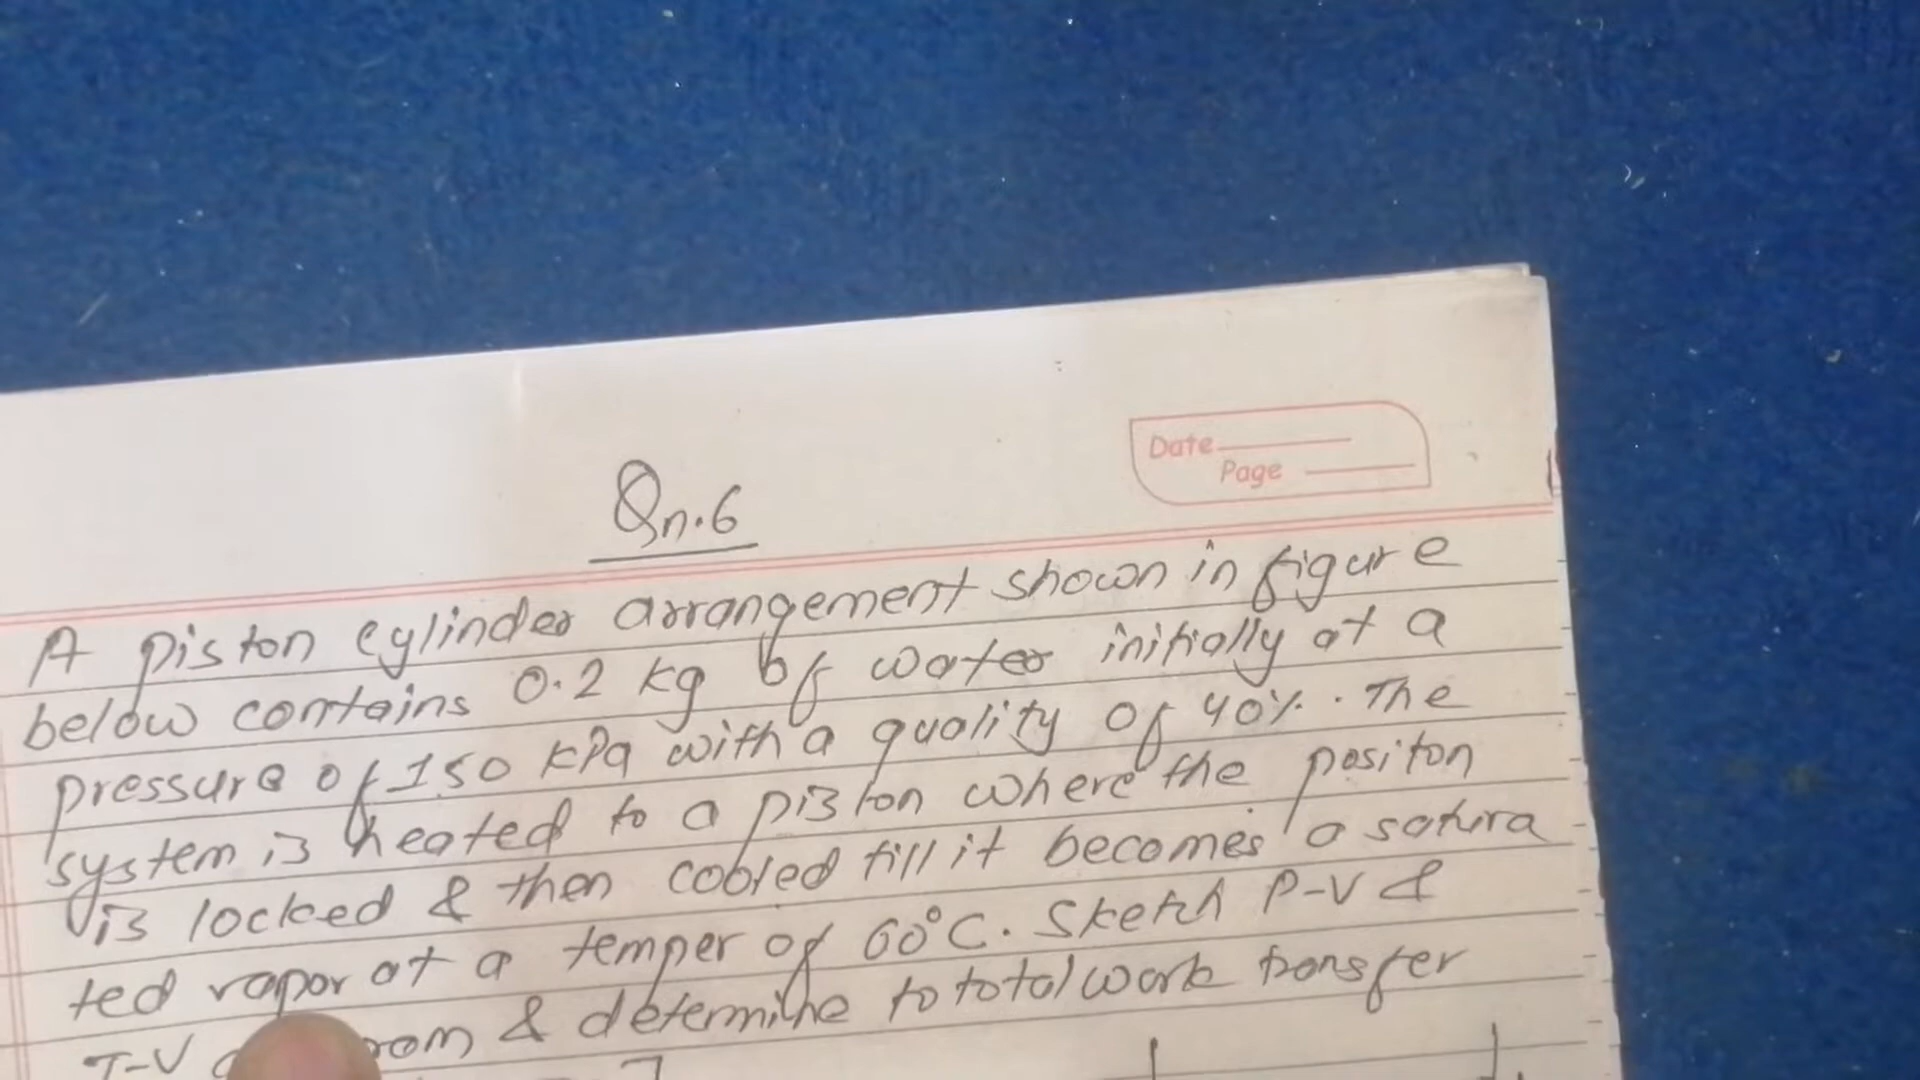 Date
Page
Qn.6
A piston cylinder arrangement shown in figure
below contains 0.2 kg of water initially at a
pressure of 150 kPa with a quality of 40%. The
system is heated to a piston where the positon
is locked & then cooled till it becomes a satura
ted vapor at a temper of 60°C. Sketch P-V &
T-V & determine to total work transfer